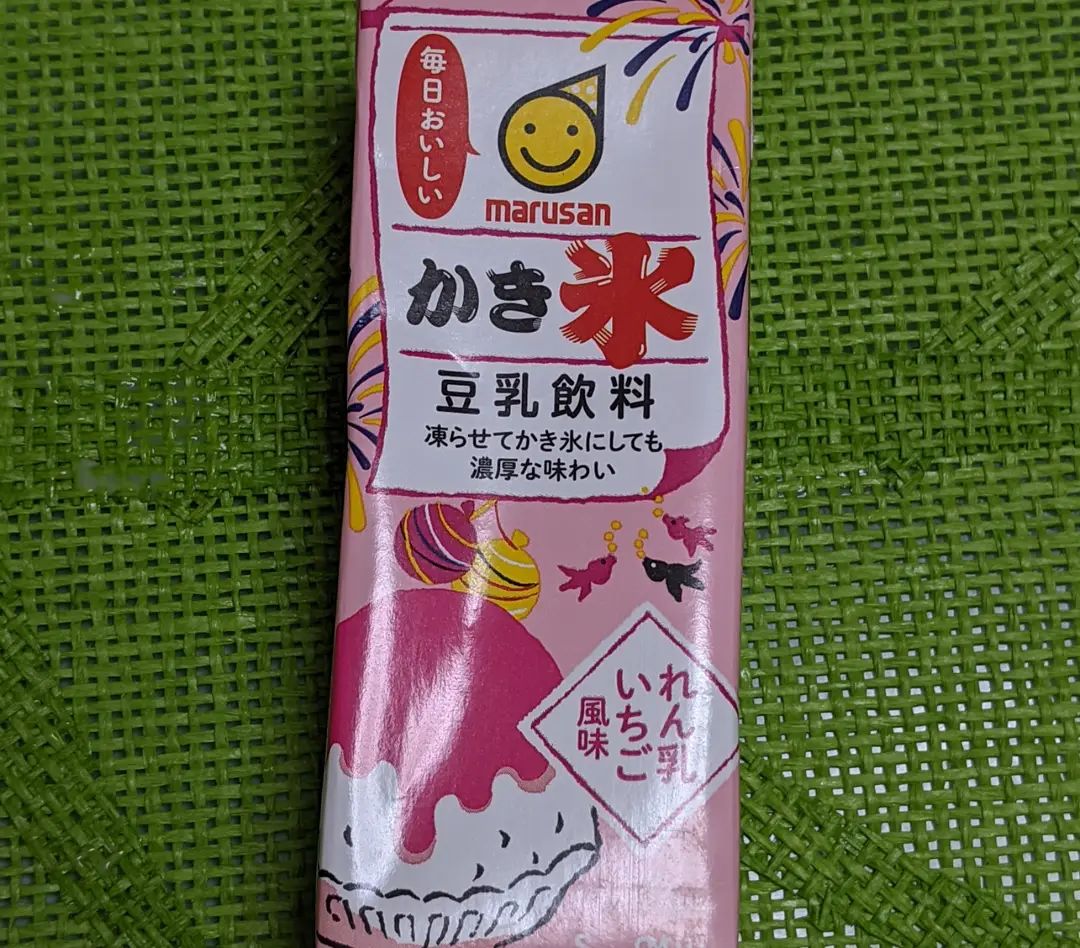 毎日おいしい
marusan
かき氷
豆乳飲料
凍らせてかき氷にしても
濃厚な味わい
れん乳
いちご
風味